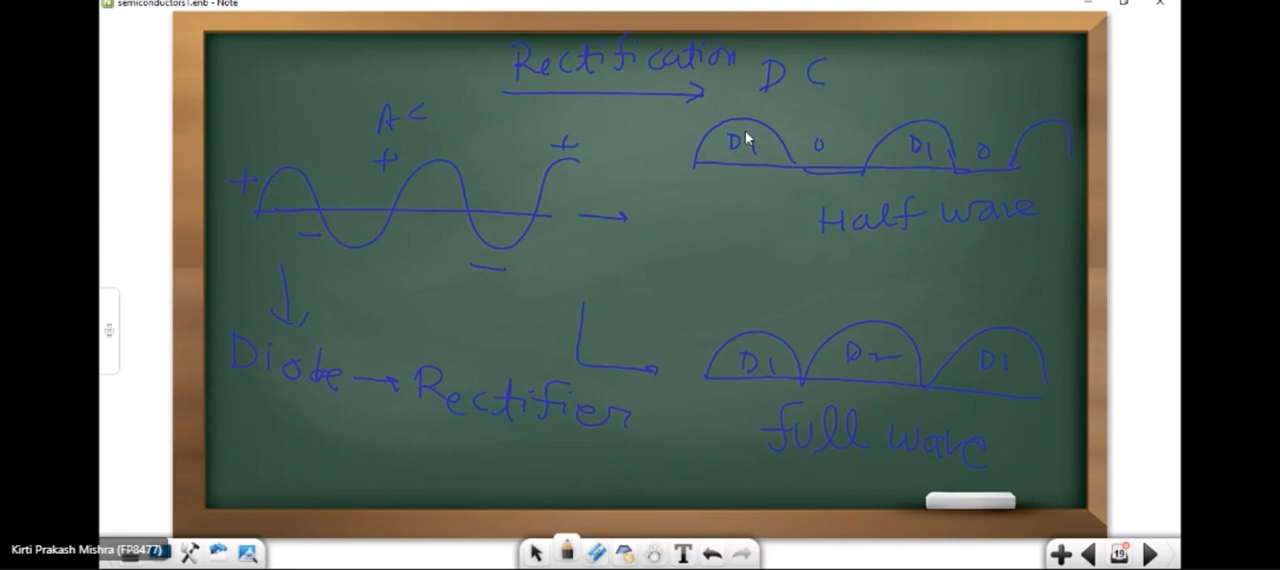 semiconductors1.enb - Note
Rectification
DC
AC
+
+
+
-
-
D1 0 D1 0
Half wave
Diode → Rectifier
D1 D2 D1
full wave
Kirti Prakash Mishra (FP8477)
T
19